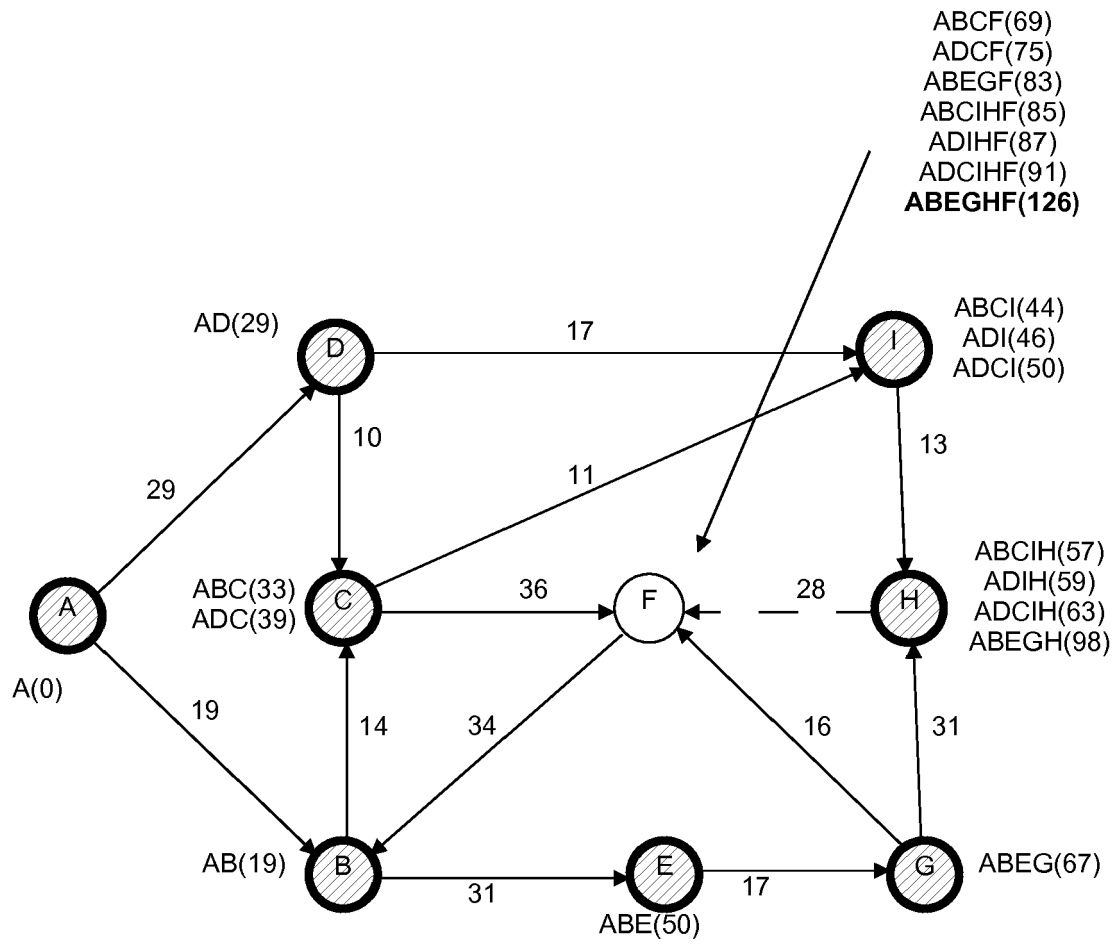 ABCF(69)
ADCF(75)
ABEGF(83)
ABCIHF(85)
ADIHF(87)
ADCIHF(91)
ABEGHF(126)
AD(29)
D
17
I
ABCI(44)
ADI(46)
ADCI(50)
10
13
29
11
A
A(0)
ABC(33)
ADC(39)
C
36
F
28
H
ABCIH(57)
ADIH(59)
ADCIH(63)
ABEGH(98)
19
14
34
16
31
AB(19)
B
31
E
ABE(50)
17
G
ABEG(67)